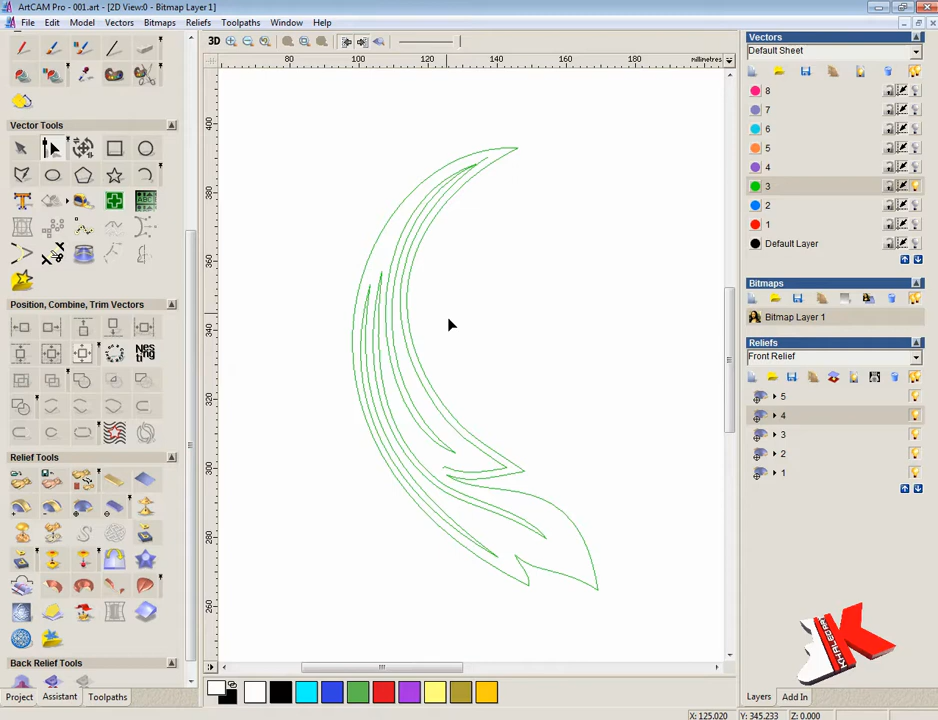 ArtCAM Pro - 001.art - [2D View:0 - Bitmap Layer 1]
File Edit Model Vectors Bitmaps Reliefs Toolpaths Window Help
3D
80 100 120 140 160 180 millimetres
400
380
360
340
320
300
280
260
Vector Tools
ABC
Position, Combine, Trim Vectors
Nes
ti
Relief Tools
Back Relief Tools
Project Assistant Toolpaths
Vectors
Default Sheet
8
7
6
5
4
3
2
1
Default Layer
Bitmaps
Bitmap Layer 1
Reliefs
Front Relief
5
4
3
2
1
KHALEDART
Layers Add In
X: 125.020 Y: 345.233 Z: 0.000